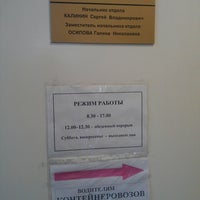 Начальник отдела
КАЛИНИН Сергей Владимирович
Заместитель начальника отдела
ОСИПОВА Галина Николаевна
РЕЖИМ РАБОТЫ
8.30 - 17.00
12.00-12.30 - обеденный перерыв
Суббота, воскресенье - выходные дни
ВОДИТЕЛЯМ
КОНТЕЙНЕРОВОЗОВ